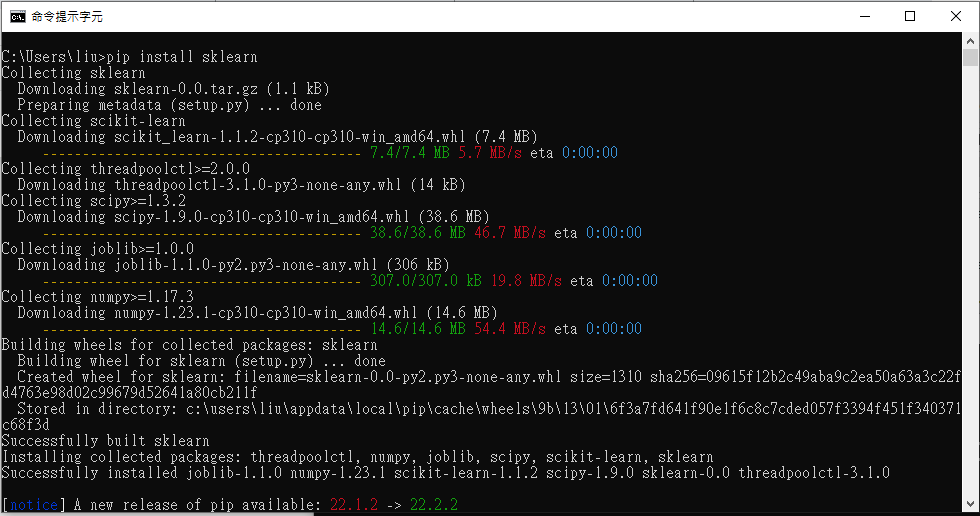 命令提示字元
C:\Users\liu>pip install sklearn
Collecting sklearn
  Downloading sklearn-0.0.tar.gz (1.1 kB)
  Preparing metadata (setup.py) ... done
Collecting scikit-learn
  Downloading scikit_learn-1.1.2-cp310-cp310-win_amd64.whl (7.4 MB)
     ---------------------------------------- 7.4/7.4 MB 5.7 MB/s eta 0:00:00
Collecting threadpoolctl>=2.0.0
  Downloading threadpoolctl-3.1.0-py3-none-any.whl (14 kB)
Collecting scipy>=1.3.2
  Downloading scipy-1.9.0-cp310-cp310-win_amd64.whl (38.6 MB)
     ---------------------------------------- 38.6/38.6 MB 46.7 MB/s eta 0:00:00
Collecting joblib>=1.0.0
  Downloading joblib-1.1.0-py2.py3-none-any.whl (306 kB)
     ---------------------------------------- 307.0/307.0 kB 19.8 MB/s eta 0:00:00
Collecting numpy>=1.17.3
  Downloading numpy-1.23.1-cp310-cp310-win_amd64.whl (14.6 MB)
     ---------------------------------------- 14.6/14.6 MB 54.4 MB/s eta 0:00:00
Building wheels for collected packages: sklearn
  Building wheel for sklearn (setup.py) ... done
  Created wheel for sklearn: filename=sklearn-0.0-py2.py3-none-any.whl size=1310 sha256=09615f12b2c49aba9c2ea50a63a3c22f
d4763e98d02c99679d52641a80cb211f
  Stored in directory: c:\users\liu\appdata\local\pip\cache\wheels\9b\13\01\6f3a7fd641f90e1f6c8c7cded057f3394f451f340371
c68f3d
Successfully built sklearn
Installing collected packages: threadpoolctl, numpy, joblib, scipy, scikit-learn, sklearn
Successfully installed joblib-1.1.0 numpy-1.23.1 scikit-learn-1.1.2 scipy-1.9.0 sklearn-0.0 threadpoolctl-3.1.0
[notice] A new release of pip available: 22.1.2 -> 22.2.2